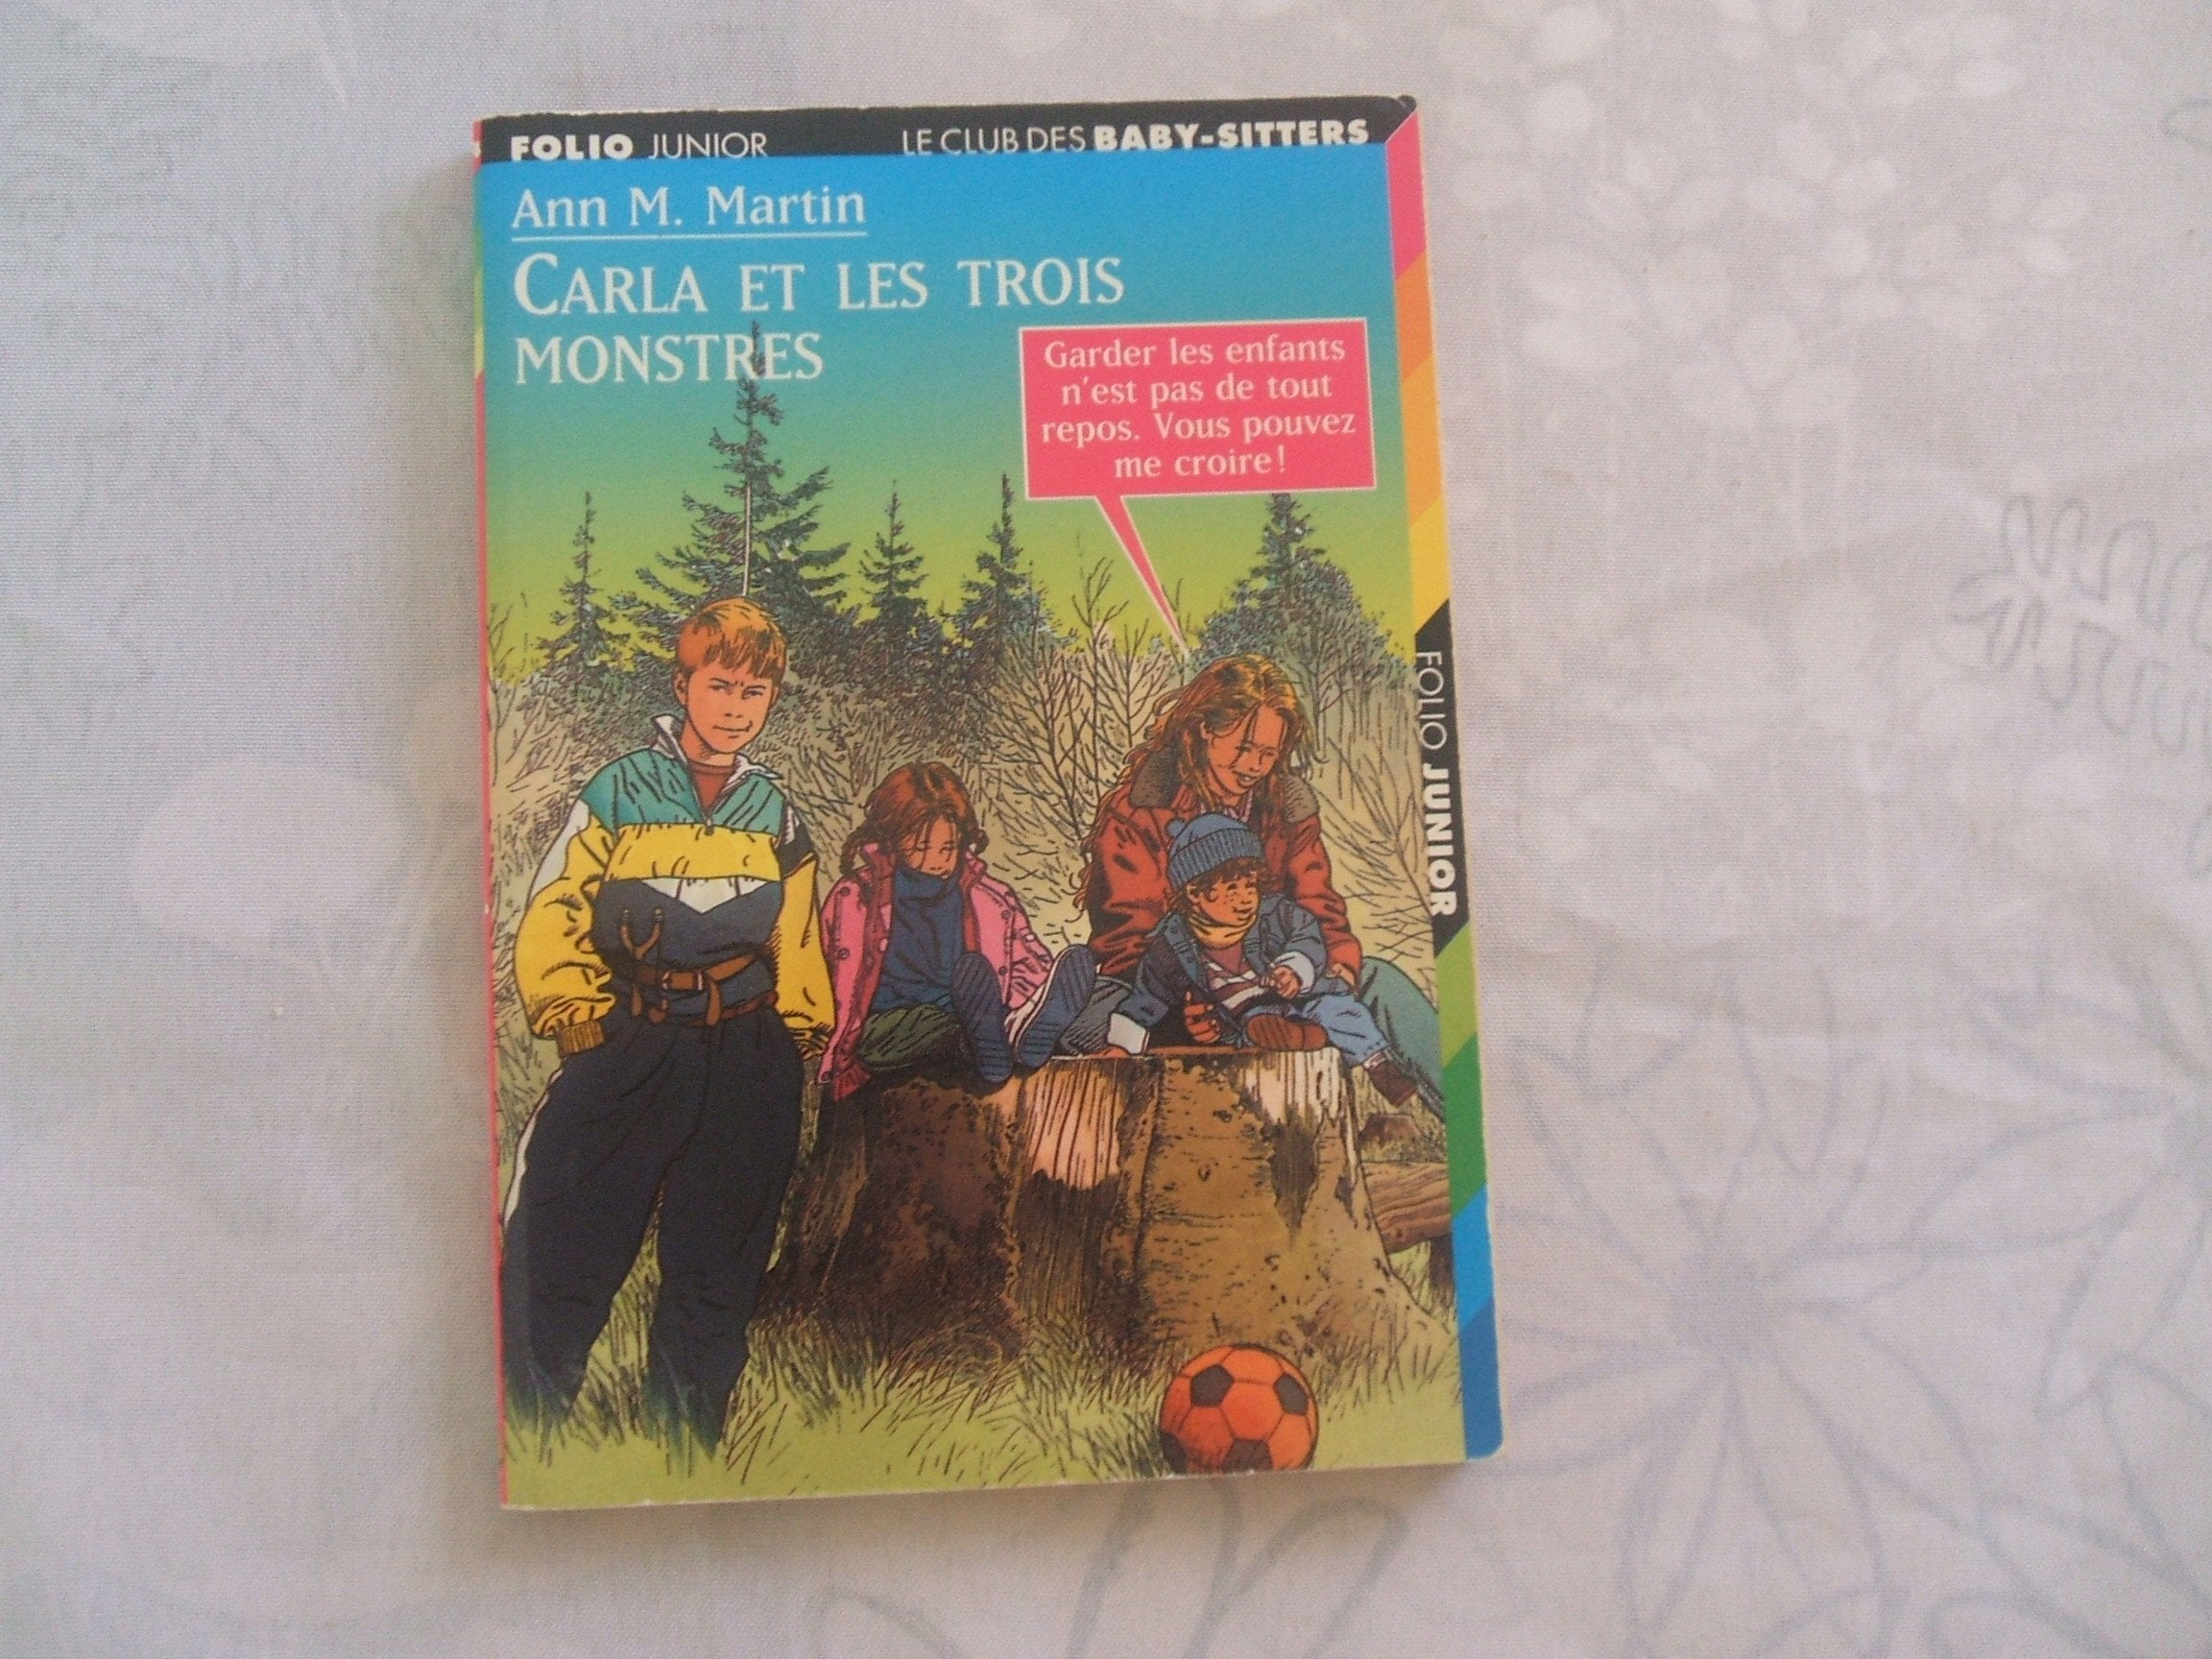 FOLIO JUNIOR LE CLUB DES BABY-SITTERS
Ann M. Martin
CARLA ET LES TROIS
MONSTRES
Garder les enfants
n'est pas de tout
repos. Vous pouvez
me croire!
FOLIO JUNIOR